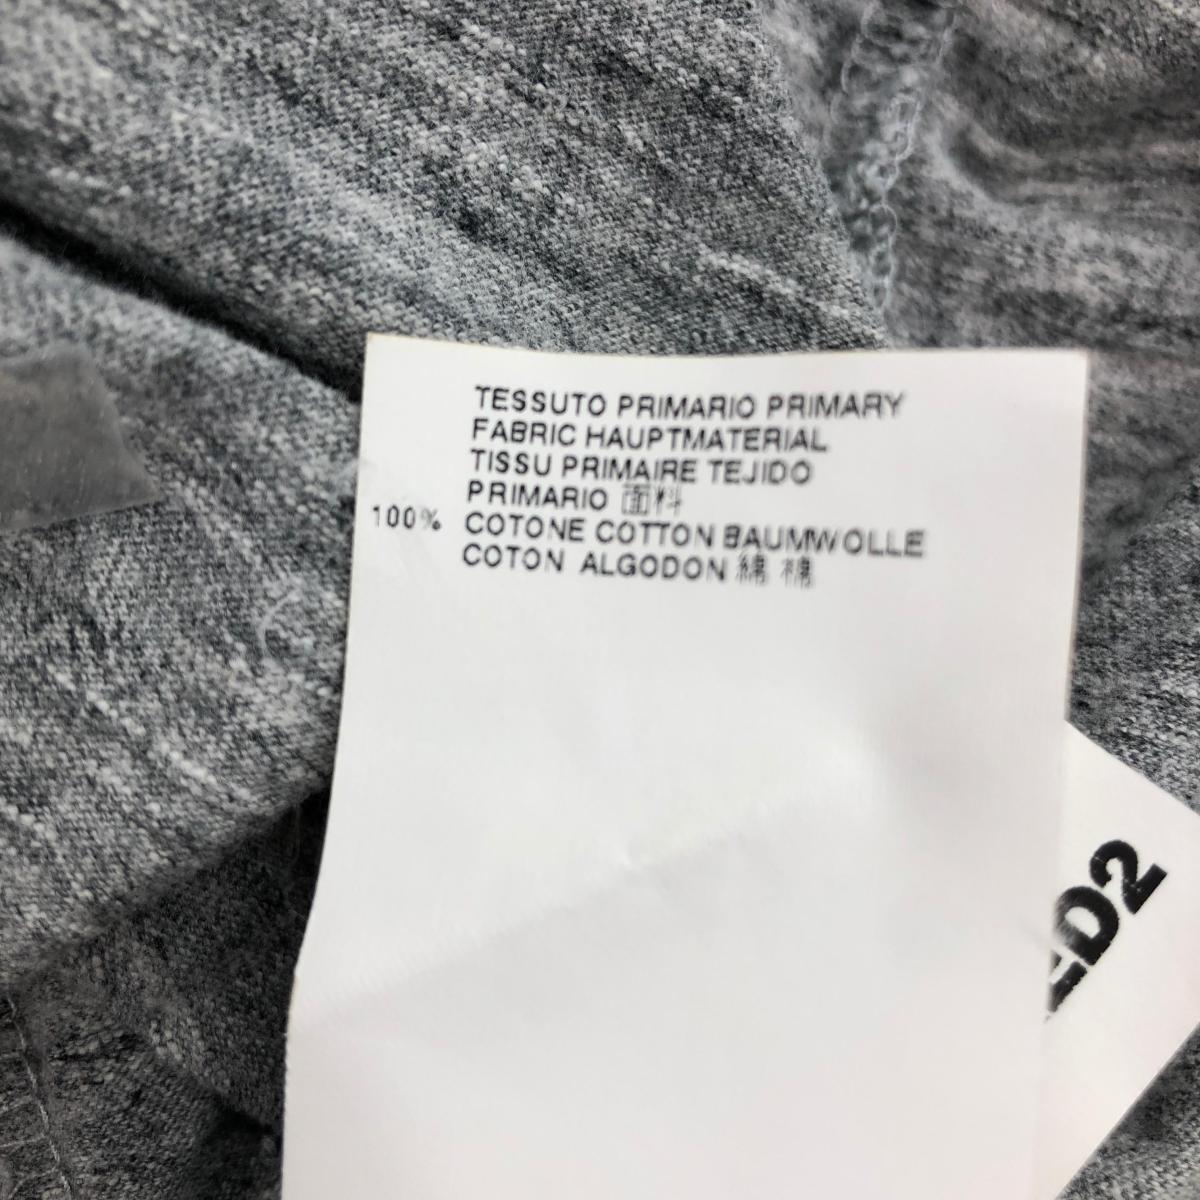 TESSUTO PRIMARIO PRIMARY
FABRIC HAUPTMATERIAL
TISSU PRIMAIRE TEJIDO
PRIMARIO 面料
100% COTONE COTTON BAUMWOLLE
COTON ALGODON 綿 棉
ED2